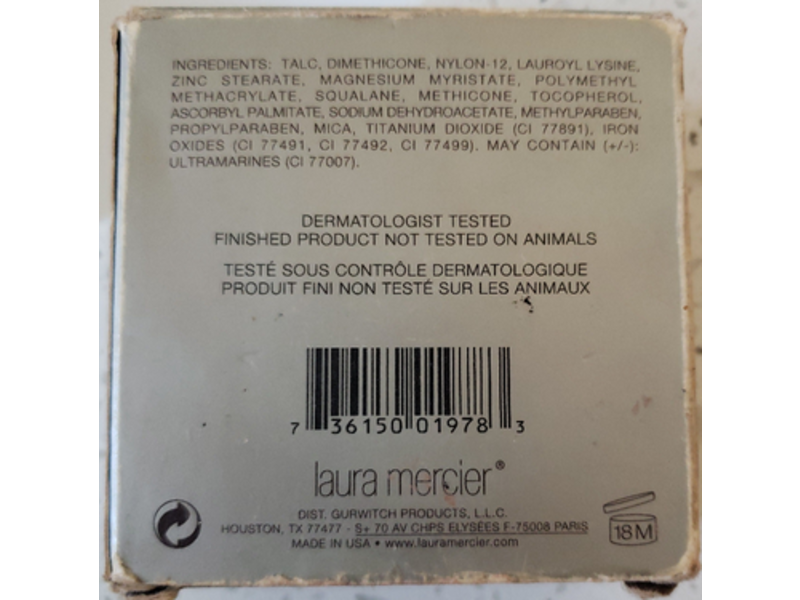 INGREDIENTS: TALC, DIMETHICONE, NYLON-12, LAUROYL LYSINE,
ZINC STEARATE, MAGNESIUM MYRISTATE, POLYMETHYL
METHACRYLATE, SQUALANE, METHICONE, TOCOPHEROL,
ASCORBYL PALMITATE, SODIUM DEHYDROACETATE, METHYLPARABEN,
PROPYLPARABEN, MICA, TITANIUM DIOXIDE (CI 77891), IRON
OXIDES (CI 77491, CI 77492, CI 77499). MAY CONTAIN (+/-):
ULTRAMARINES (CI 77007).
DERMATOLOGIST TESTED
FINISHED PRODUCT NOT TESTED ON ANIMALS
TESTÉ SOUS CONTRÔLE DERMATOLOGIQUE
PRODUIT FINI NON TESTÉ SUR LES ANIMAUX
7 36150 01978 3
laura mercier®
DIST. GURWITCH PRODUCTS, L.L.C.
HOUSTON, TX 77477 - S+ 70 AV CHPS ELYSÉES F-75008 PARIS
MADE IN USA • www.lauramercier.com
18M